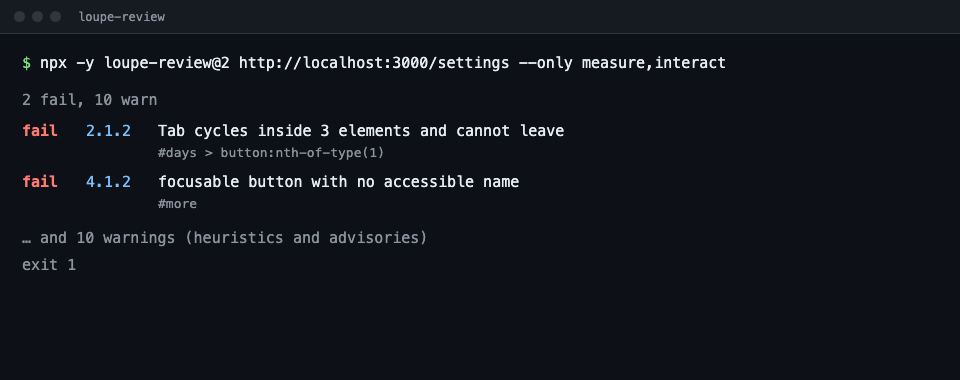 loupe-review
$ npx -y loupe-review@2 http://localhost:3000/settings --only measure,interact
2 fail, 10 warn
fail 2.1.2 Tab cycles inside 3 elements and cannot leave
#days > button:nth-of-type(1)
fail 4.1.2 focusable button with no accessible name
#more
… and 10 warnings (heuristics and advisories)
exit 1